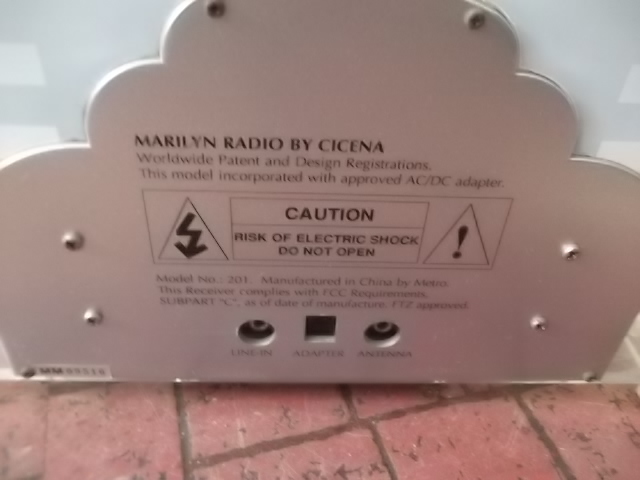 MARILYN RADIO BY CICENA
Worldwide Patent and Design Registrations.
This model incorporated with approved AC/DC adapter.
CAUTION
RISK OF ELECTRIC SHOCK
DO NOT OPEN
!
Model No.: 201. Manufactured in China by Metro.
This Receiver complies with FCC Requirements,
SUBPART "C", as of date of manufacture. FTZ approved.
LINE-IN ADAPTER ANTENNA